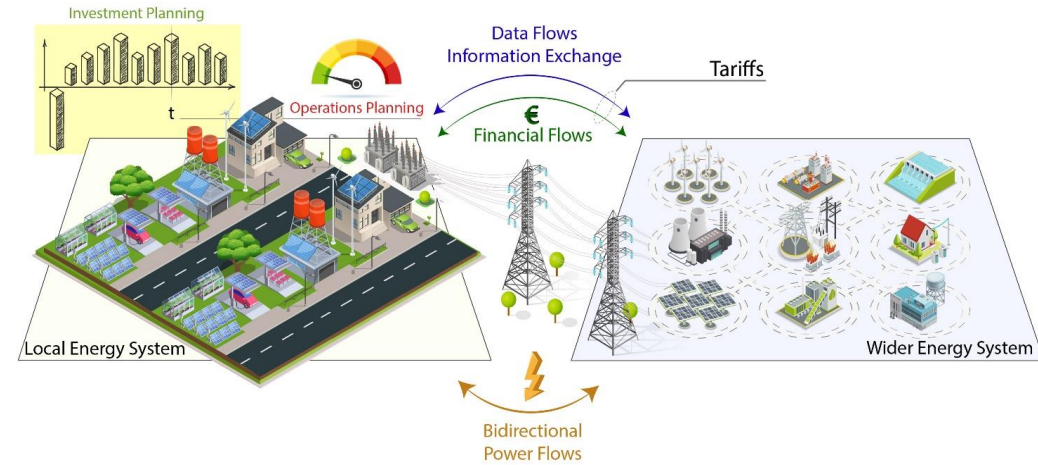 Investment Planning
t
Operations Planning
Data Flows
Information Exchange
Tariffs
€
Financial Flows
Local Energy System
Wider Energy System
Bidirectional
Power Flows